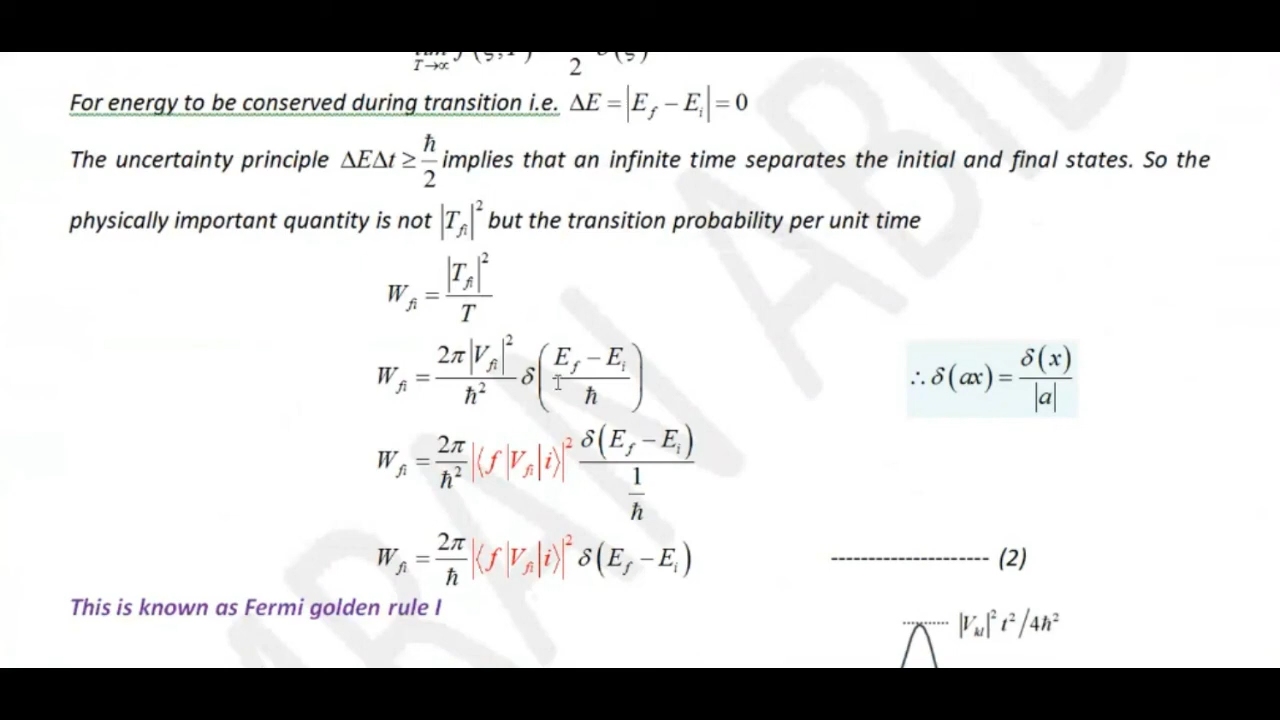 T→∞ 2
For energy to be conserved during transition i.e. ΔE = |E_f − E_i| = 0
The uncertainty principle ΔEΔt ≥ ħ/2 implies that an infinite time separates the initial and final states. So the
physically important quantity is not |T_fi|² but the transition probability per unit time
W_fi = |T_fi|² / T
W_fi = 2π|V_fi|² / ħ² δ((E_f − E_i) / ħ) ∴ δ(ax) = δ(x) / |a|
W_fi = 2π / ħ² |⟨f|V_fi|i⟩|² δ(E_f − E_i) / (1/ħ)
W_fi = 2π / ħ |⟨f|V_fi|i⟩|² δ(E_f − E_i) --------------------- (2)
This is known as Fermi golden rule I
|V_kl|² t²/4ħ²